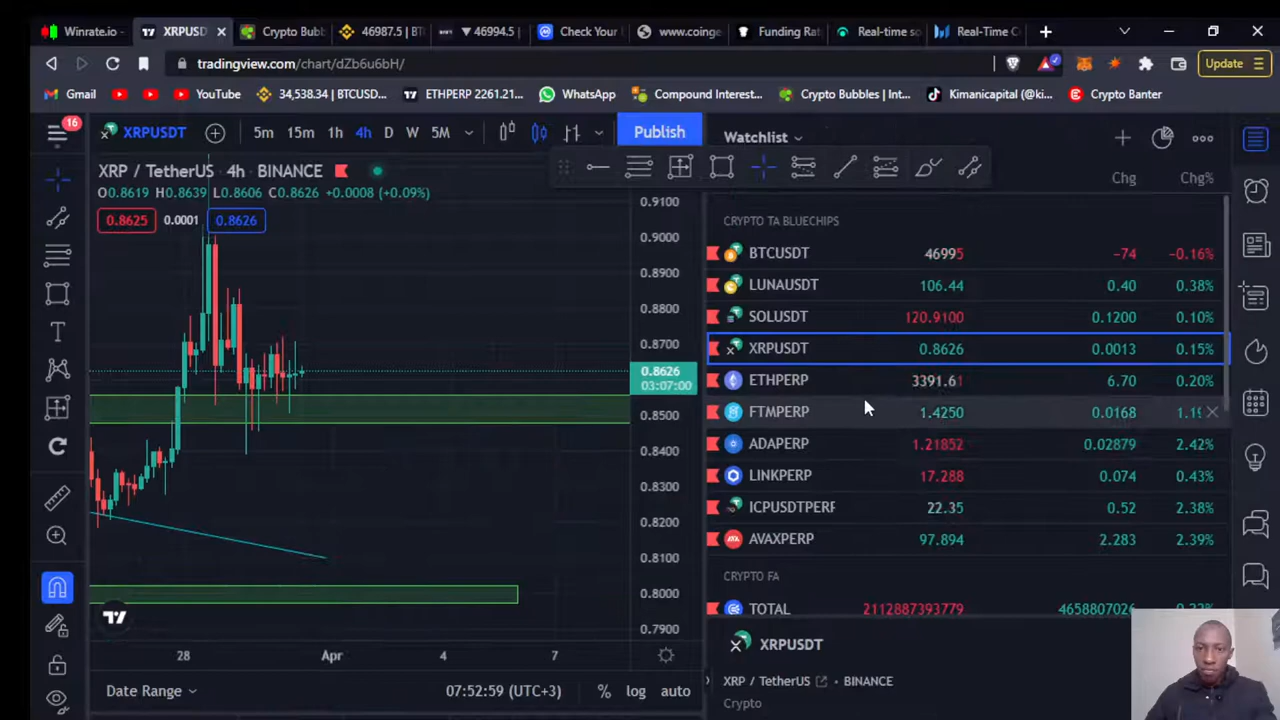 Winrate.io
XRPUSD
Crypto Bubb
46987.5 | BT
▼ 46994.5
Check Your
www.coinge
Funding Rat
Real-time so
Real-Time C
tradingview.com/chart/dZb6u6bH/
Update
Gmail
YouTube
34,538.34 | BTCUSD...
ETHPERP 2261.21...
WhatsApp
Compound Interest...
Crypto Bubbles | Int...
Kimanicapital (@ki...
Crypto Banter
16
XRPUSDT
5m 15m 1h 4h D W 5M
Publish
Watchlist
XRP / TetherUS · 4h · BINANCE
O0.8619 H0.8639 L0.8606 C0.8626 +0.0008 (+0.09%)
0.8625 0.0001 0.8626
Chg Chg%
CRYPTO TA BLUECHIPS
BTCUSDT 46995 −74 −0.16%
LUNAUSDT 106.44 0.40 0.38%
SOLUSDT 120.9100 0.1200 0.10%
XRPUSDT 0.8626 0.0013 0.15%
ETHPERP 3391.61 6.70 0.20%
FTMPERP 1.4250 0.0168
ADAPERP 1.21852 0.02879 2.42%
LINKPERP 17.288 0.074 0.43%
ICPUSDTPERP 22.35 0.52 2.38%
AVAXPERP 97.894 2.283 2.39%
CRYPTO FA
TOTAL 2112887393779 4658807026
0.9100
0.9000
0.8900
0.8800
0.8700
0.8626
03:07:00
0.8500
0.8400
0.8300
0.8200
0.8100
0.8000
0.7900
28 Apr 4 7
Date Range
07:52:59 (UTC+3)
% log auto
XRPUSDT
XRP / TetherUS · BINANCE
Crypto